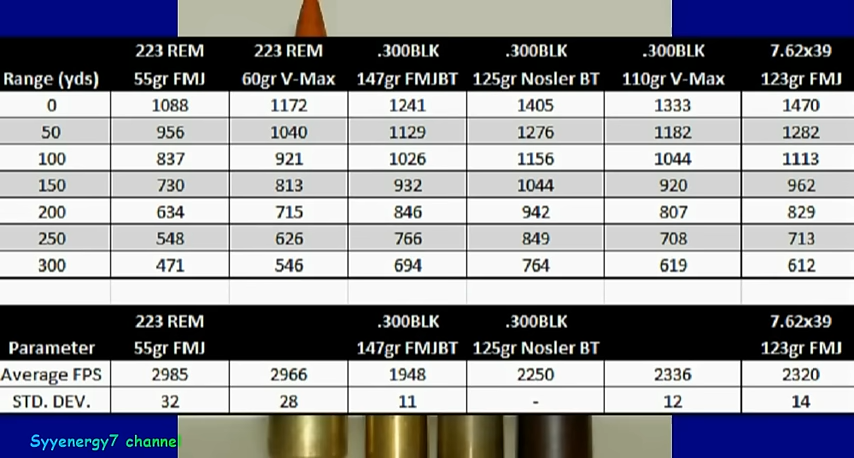 223 REM 223 REM .300BLK .300BLK .300BLK 7.62x39
Range (yds) 55gr FMJ 60gr V-Max 147gr FMJBT 125gr Nosler BT 110gr V-Max 123gr FMJ
0 1088 1172 1241 1405 1333 1470
50 956 1040 1129 1276 1182 1282
100 837 921 1026 1156 1044 1113
150 730 813 932 1044 920 962
200 634 715 846 942 807 829
250 548 626 766 849 708 713
300 471 546 694 764 619 612
223 REM .300BLK .300BLK 7.62x39
Parameter 55gr FMJ 147gr FMJBT 125gr Nosler BT 123gr FMJ
Average FPS 2985 2966 1948 2250 2336 2320
STD. DEV. 32 28 11 - 12 14
Syyenergy7 channel